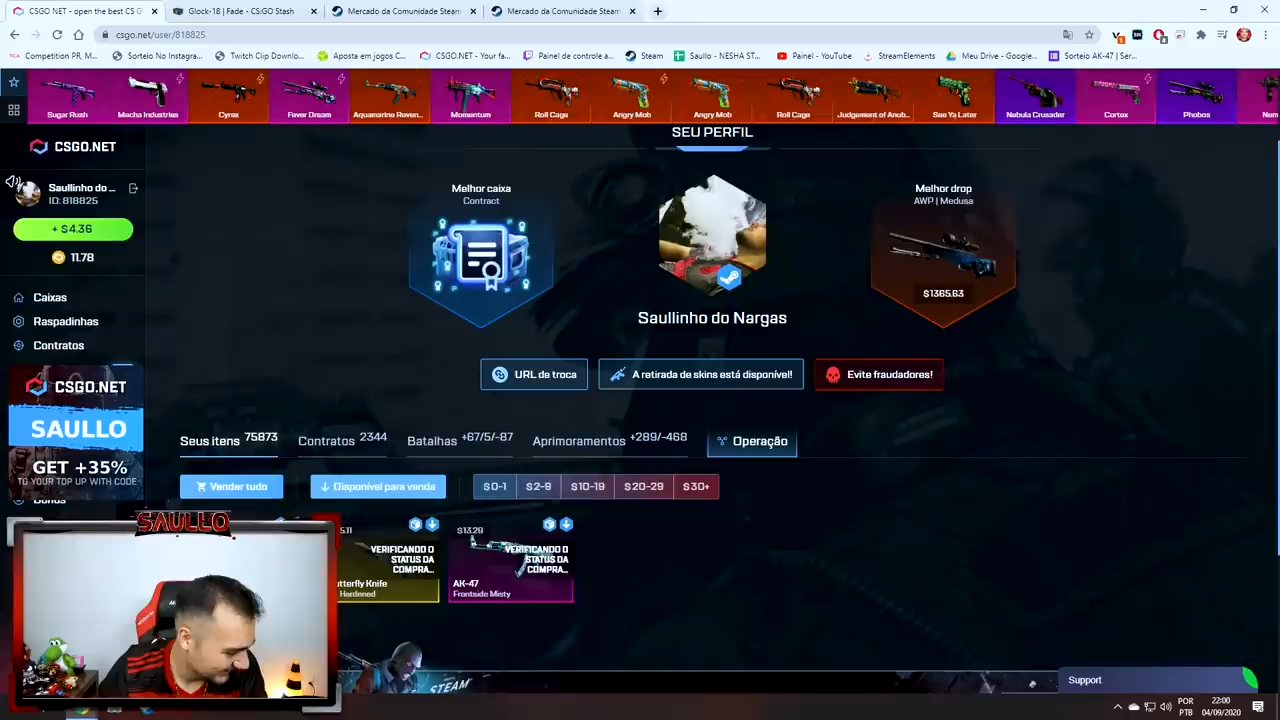 CSGO NET - open the best CS G
Glock-18 | Fade - CS:GO Stash
Mercado da Comunidade Steam
Mercado da Comunidade Steam
csgo.net/user/818825
Competition PR, M...
Sorteio No Instagra...
Twitch Clip Downlo...
Aposta em jogos C...
CSGO.NET - Your fa...
Painel de controle a...
Steam
Saullo - NESHA ST...
Painel - YouTube
StreamElements
Meu Drive - Google...
Sorteio AK-47 | Ser...
Sugar Rush
Mecha Industries
Cyrex
Fever Dream
Aquamarine Reven...
Momentum
Roll Cage
Angry Mob
Angry Mob
Roll Cage
Judgement of Anub...
See Ya Later
Nebula Crusader
Cortex
Phobos
Nem
CSGO.NET
Saullinho do ...
ID: 818825
+ $4.36
11.78
Caixas
Raspadinhas
Contratos
CSGO.NET
SAULLO
GET +35%
TO YOUR TOP UP WITH CODE
SEU PERFIL
Melhor caixa
Contract
Melhor drop
AWP | Medusa
$1365.63
Saullinho do Nargas
URL de troca
A retirada de skins está disponível!
Evite fraudadores!
Seus itens 75873
Contratos 2344
Batalhas +67/5/-87
Aprimoramentos +289/-468
Operação
Vender tudo
Disponível para venda
$0-1
$2-9
$10-19
$20-29
$30+
5.11
VERIFICANDO O
STATUS DA
COMPRA...
tterfly Knife
Hardened
$13.29
VERIFICANDO O
STATUS DA
COMPRA...
AK-47
Frontside Misty
SAULLO
STEAM
Support
POR
PTB
22:00
04/09/2020